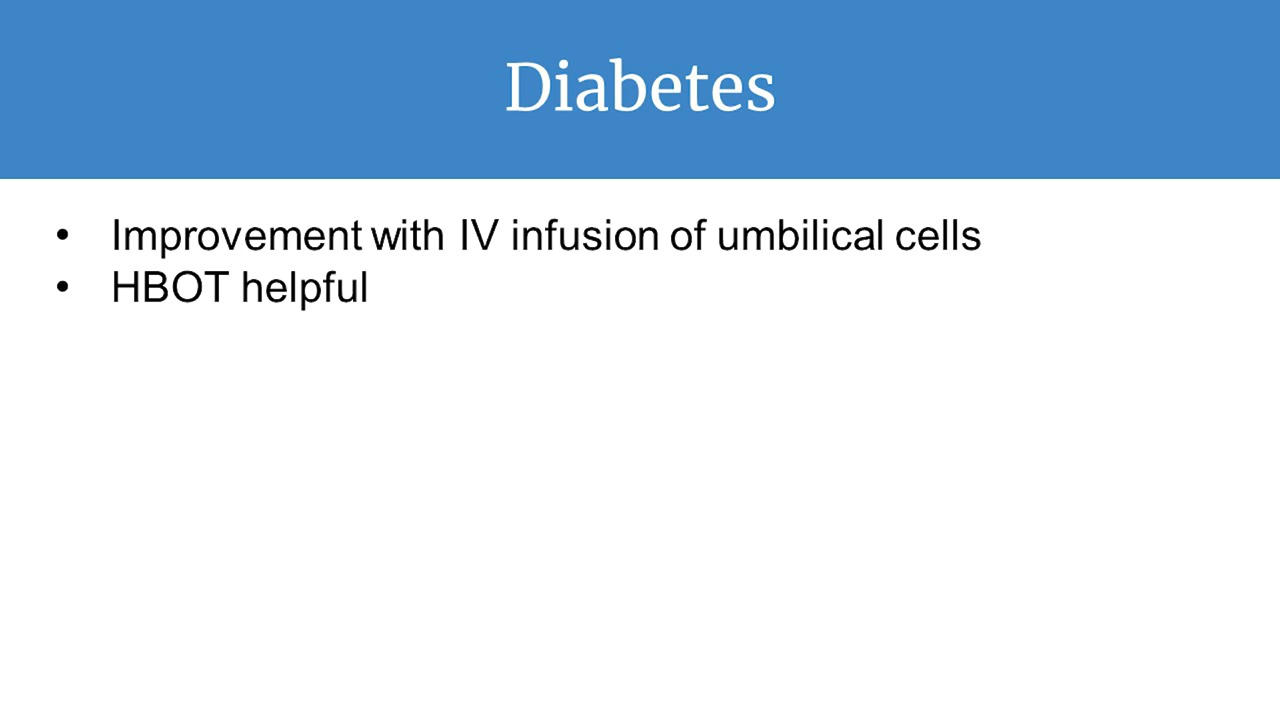 Diabetes
• Improvement with IV infusion of umbilical cells
• HBOT helpful